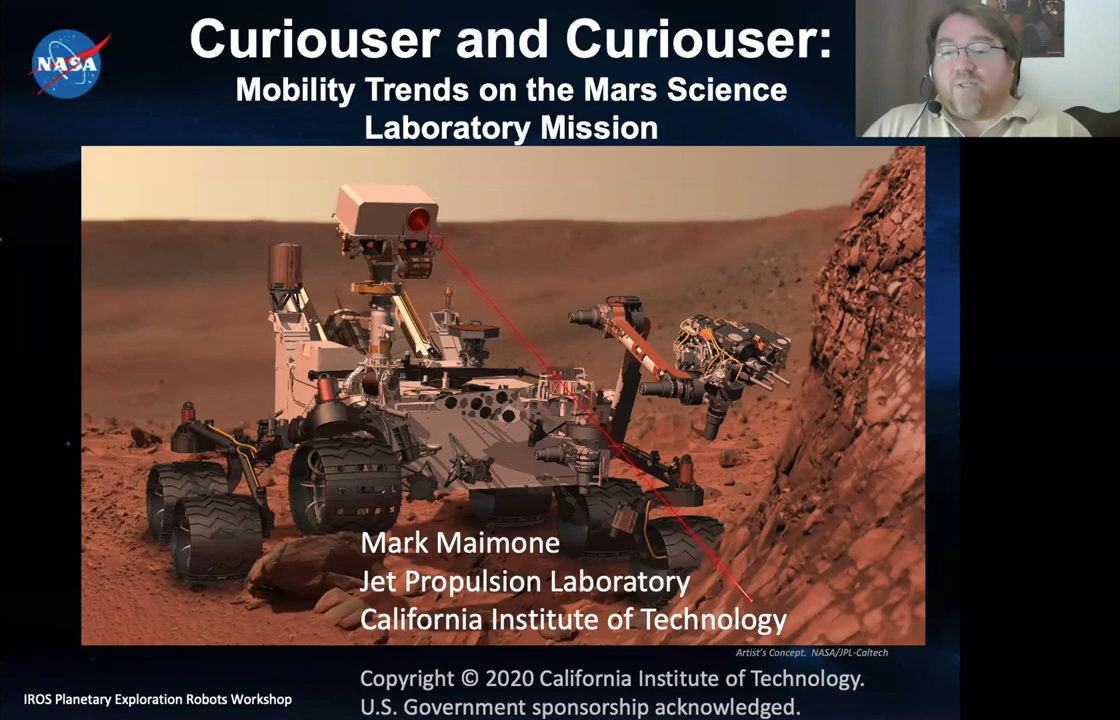 NASA
Curiouser and Curiouser:
Mobility Trends on the Mars Science
Laboratory Mission
Mark Maimone
Jet Propulsion Laboratory
California Institute of Technology
Artist's Concept. NASA/JPL-Caltech
Copyright © 2020 California Institute of Technology.
U.S. Government sponsorship acknowledged.
IROS Planetary Exploration Robots Workshop